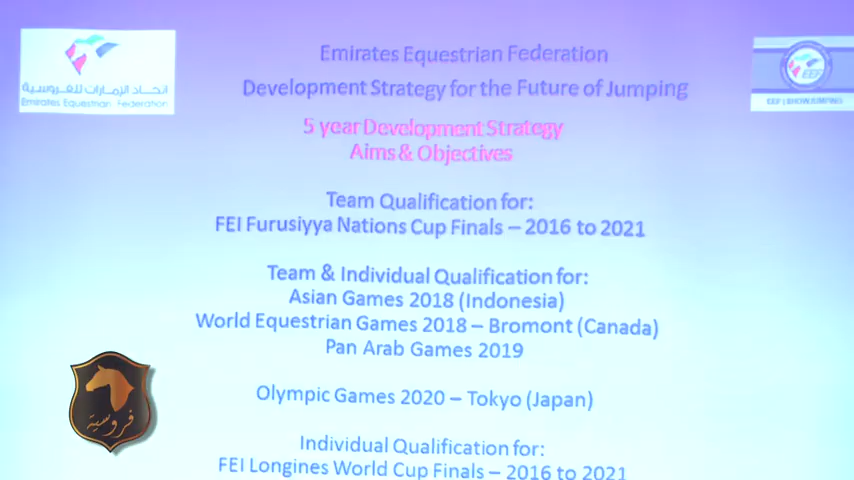 اتحاد الإمارات للفروسية
Emirates Equestrian Federation
EEF
EEF | SHOWJUMPING
Emirates Equestrian Federation
Development Strategy for the Future of Jumping
5 year Development Strategy
Aims & Objectives
Team Qualification for:
FEI Furusiyya Nations Cup Finals – 2016 to 2021
Team & Individual Qualification for:
Asian Games 2018 (Indonesia)
World Equestrian Games 2018 – Bromont (Canada)
Pan Arab Games 2019
Olympic Games 2020 – Tokyo (Japan)
Individual Qualification for:
FEI Longines World Cup Finals – 2016 to 2021
فروسية